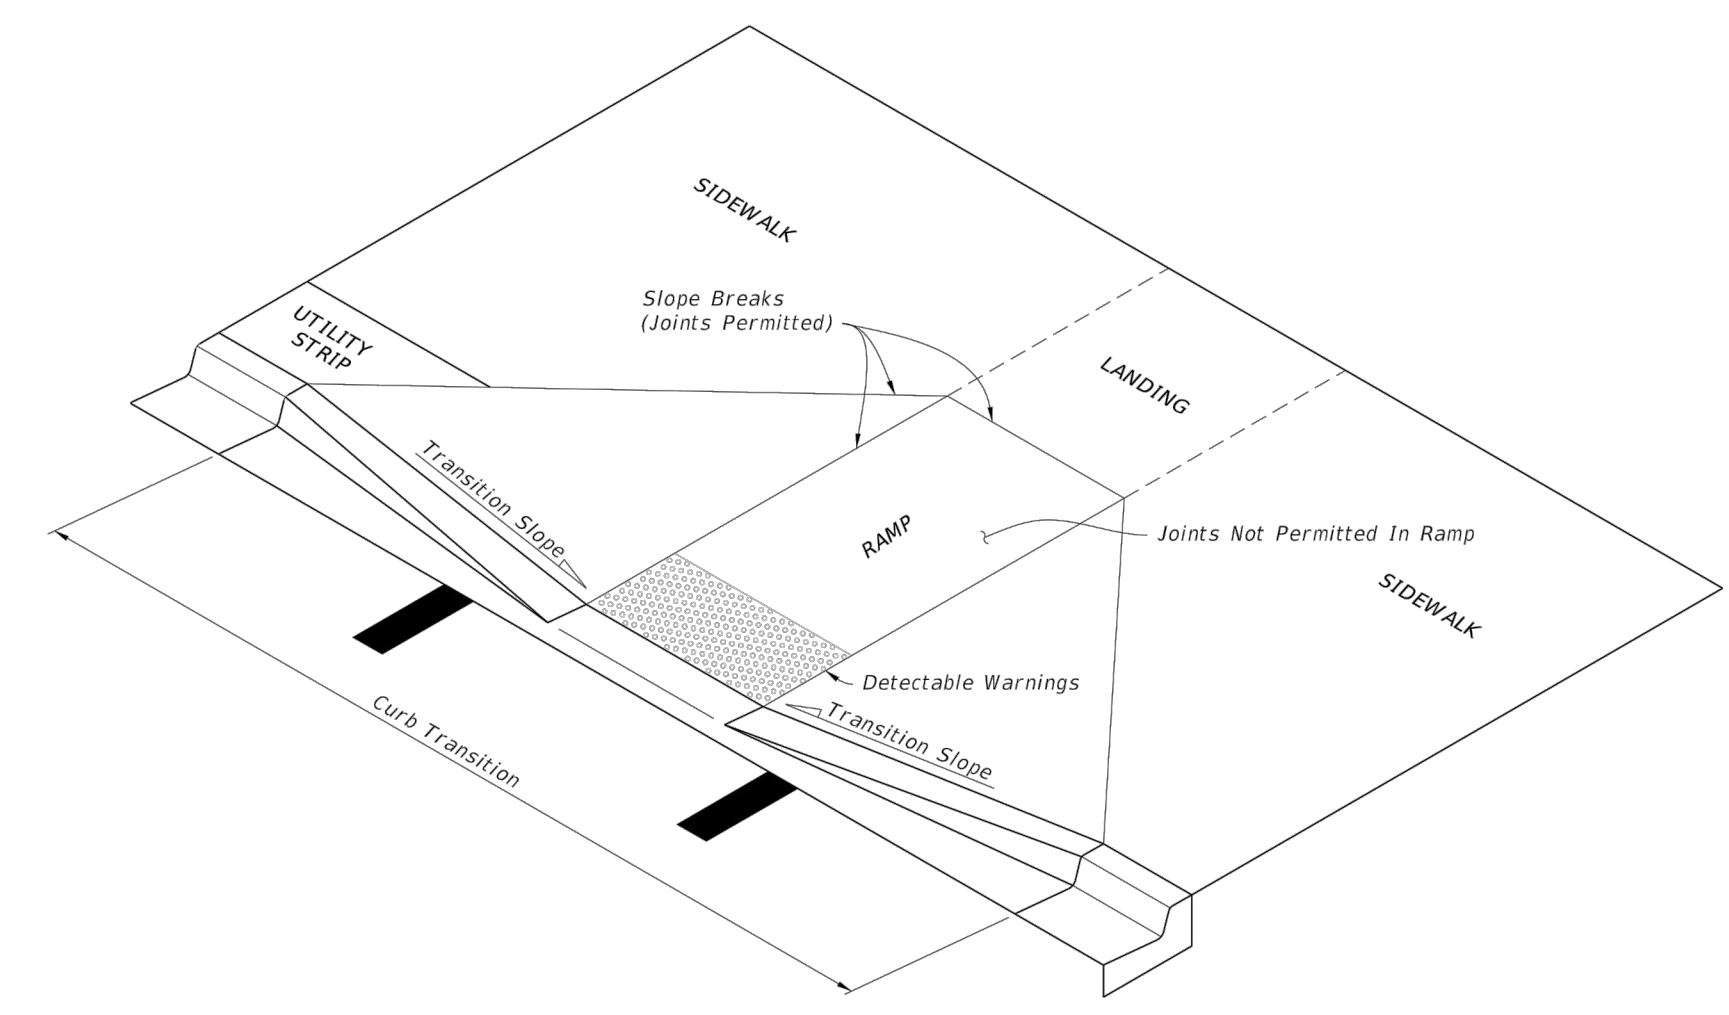 SIDEWALK
Slope Breaks
(Joints Permitted)
UTILITY
STRIP
LANDING
Transition Slope
RAMP
Joints Not Permitted In Ramp
SIDEWALK
Detectable Warnings
Transition Slope
Curb Transition